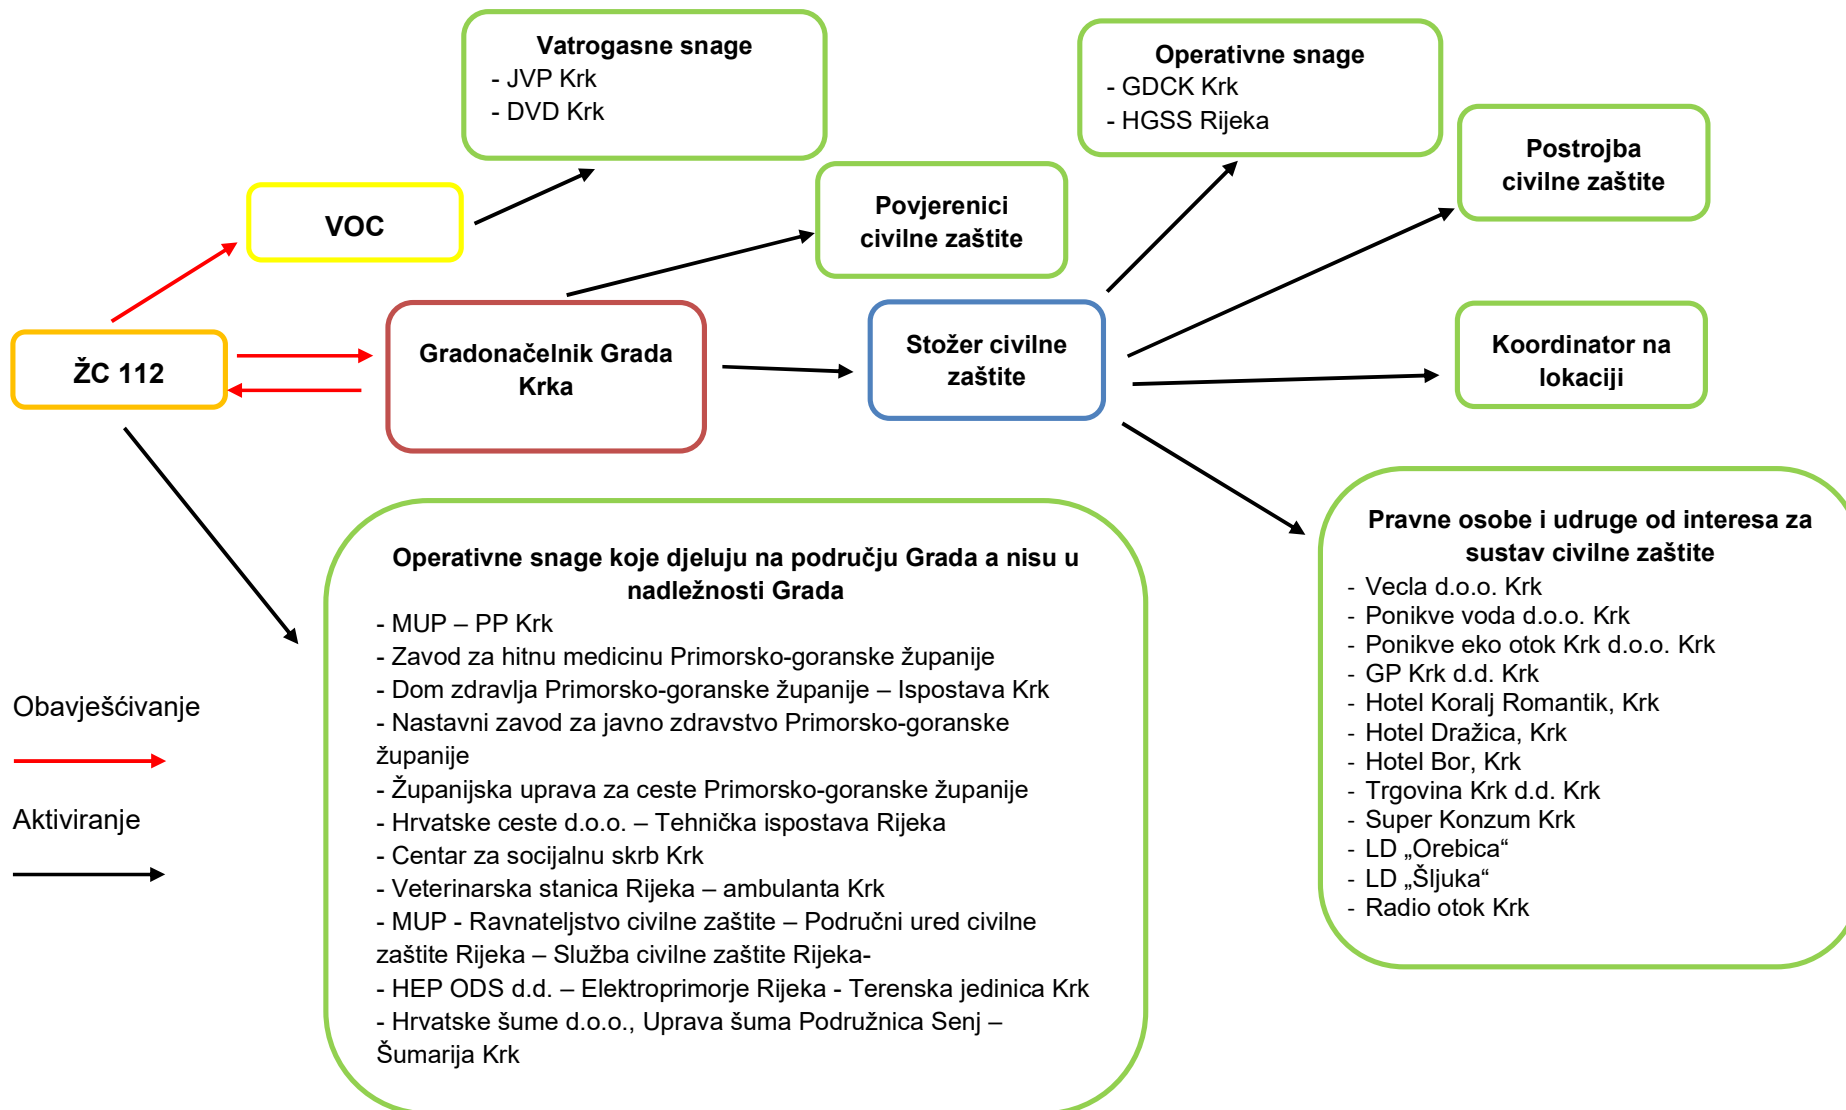 Vatrogasne snage
- JVP Krk
- DVD Krk
Operativne snage
- GDCK Krk
- HGSS Rijeka
Postrojba
civilne zaštite
VOC
Povjerenici
civilne zaštite
ŽC 112
Gradonačelnik Grada
Krka
Stožer civilne
zaštite
Koordinator na
lokaciji
Operativne snage koje djeluju na području Grada a nisu u
nadležnosti Grada
- MUP – PP Krk
- Zavod za hitnu medicinu Primorsko-goranske županije
- Dom zdravlja Primorsko-goranske županije – Ispostava Krk
- Nastavni zavod za javno zdravstvo Primorsko-goranske
županije
- Županijska uprava za ceste Primorsko-goranske županije
- Hrvatske ceste d.o.o. – Tehnička ispostava Rijeka
- Centar za socijalnu skrb Krk
- Veterinarska stanica Rijeka – ambulanta Krk
- MUP - Ravnateljstvo civilne zaštite – Područni ured civilne
zaštite Rijeka – Služba civilne zaštite Rijeka-
- HEP ODS d.d. – Elektroprimorje Rijeka - Terenska jedinica Krk
- Hrvatske šume d.o.o., Uprava šuma Podružnica Senj –
Šumarija Krk
Pravne osobe i udruge od interesa za
sustav civilne zaštite
- Vecla d.o.o. Krk
- Ponikve voda d.o.o. Krk
- Ponikve eko otok Krk d.o.o. Krk
- GP Krk d.d. Krk
- Hotel Koralj Romantik, Krk
- Hotel Dražica, Krk
- Hotel Bor, Krk
- Trgovina Krk d.d. Krk
- Super Konzum Krk
- LD „Orebica“
- LD „Šljuka“
- Radio otok Krk
Obavješćivanje
Aktiviranje